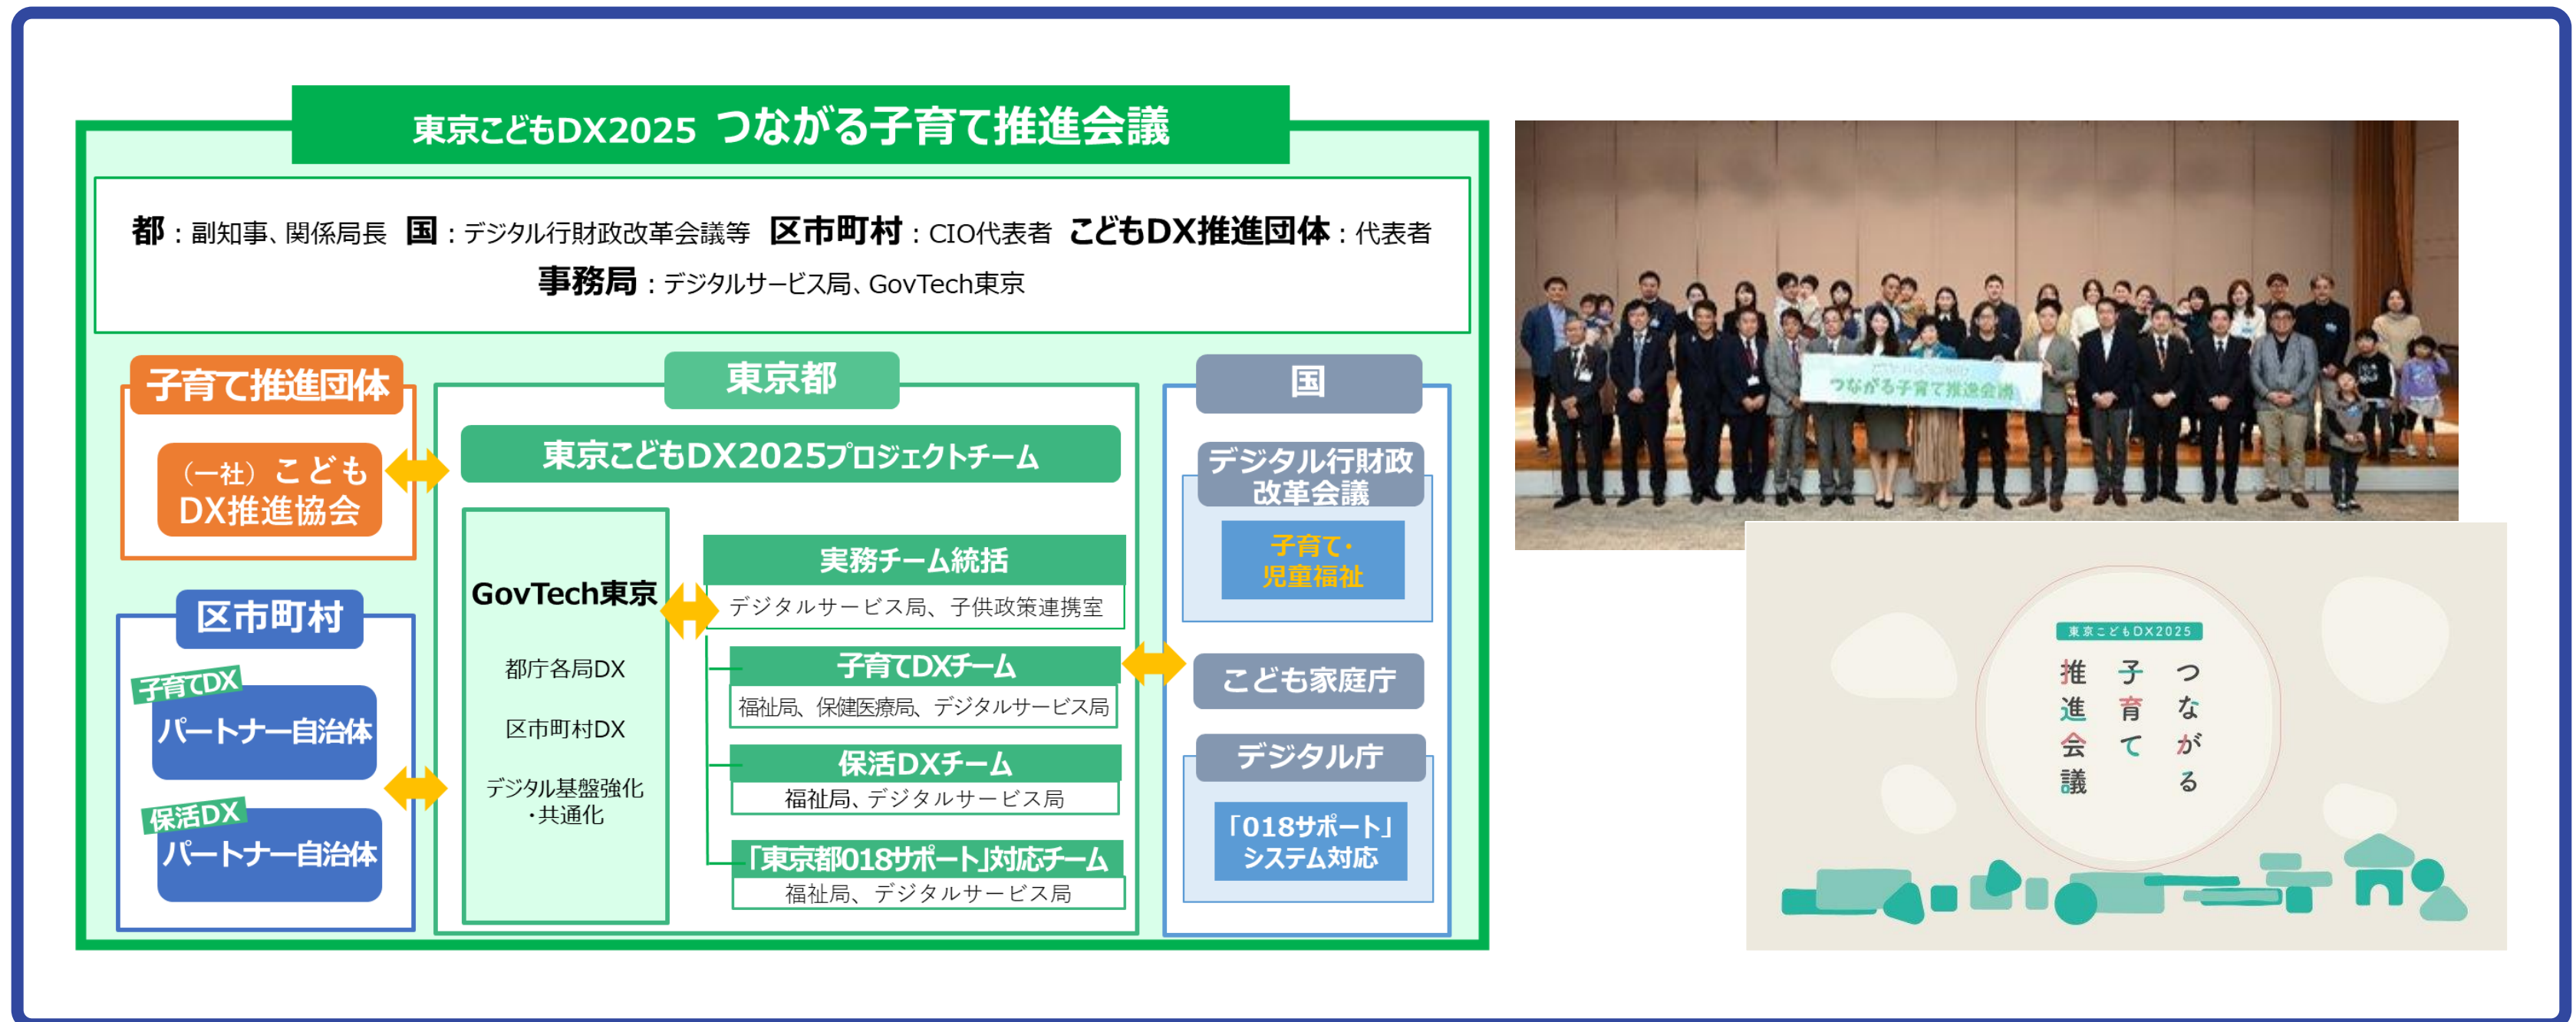 東京こどもDX2025 つながる子育て推進会議
都：副知事、関係局長 国：デジタル行財政改革会議等 区市町村：CIO代表者 こどもDX推進団体：代表者
事務局：デジタルサービス局、GovTech東京
子育て推進団体
（一社）こども
DX推進協会
区市町村
子育てDX
パートナー自治体
保活DX
パートナー自治体
東京都
東京こどもDX2025プロジェクトチーム
GovTech東京
都庁各局DX
区市町村DX
デジタル基盤強化
・共通化
実務チーム統括
デジタルサービス局、子供政策連携室
子育てDXチーム
福祉局、保健医療局、デジタルサービス局
保活DXチーム
福祉局、デジタルサービス局
「東京都018サポート」対応チーム
福祉局、デジタルサービス局
国
デジタル行財政
改革会議
子育て・
児童福祉
こども家庭庁
デジタル庁
「018サポート」
システム対応
つながる子育て推進会議
東京こどもDX2025
つながる
子育て
推進会議